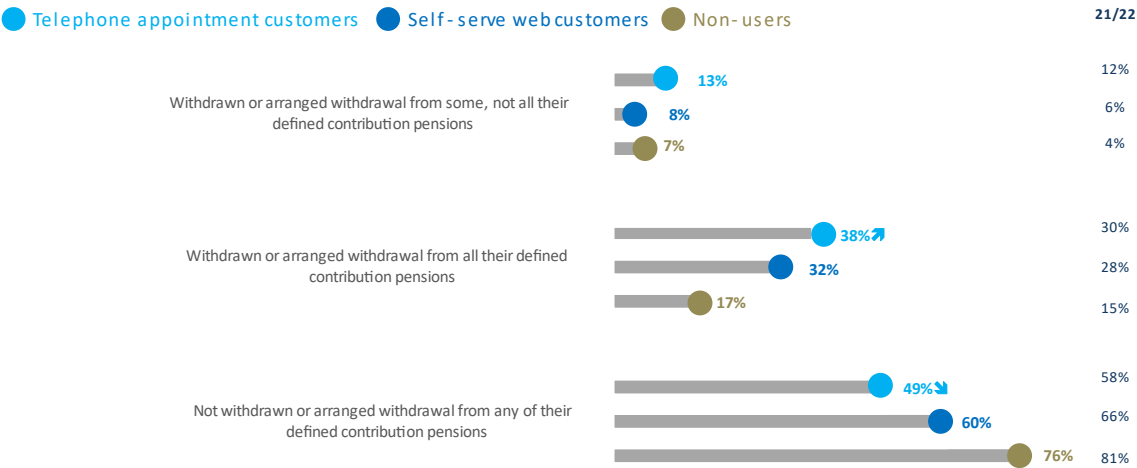 Telephone appointment customers Self-serve web customers Non-users 21/22
Withdrawn or arranged withdrawal from some, not all their
defined contribution pensions
13% 12%
8% 6%
7% 4%
Withdrawn or arranged withdrawal from all their defined
contribution pensions
38% 30%
32% 28%
17% 15%
Not withdrawn or arranged withdrawal from any of their
defined contribution pensions
49% 58%
60% 66%
76% 81%